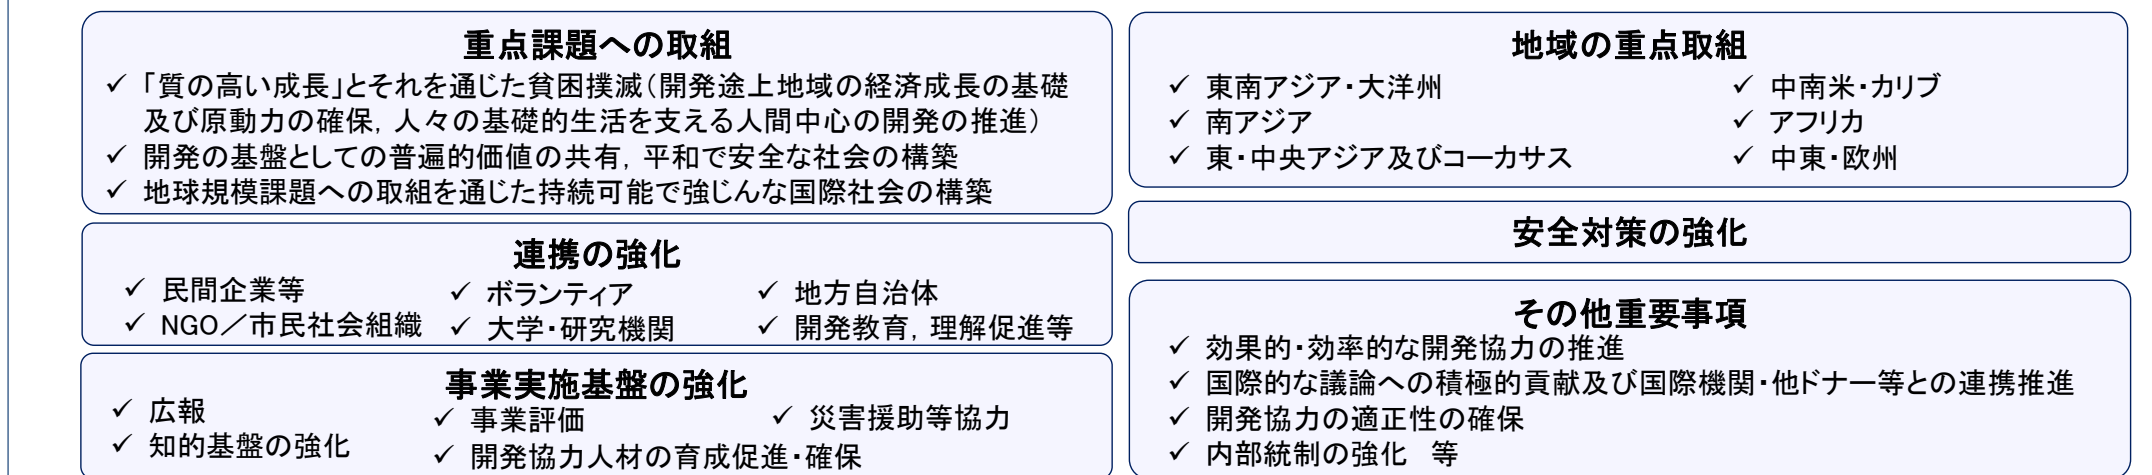 重点課題への取組
✓ 「質の高い成長」とそれを通じた貧困撲滅（開発途上地域の経済成長の基礎
及び原動力の確保，人々の基礎的生活を支える人間中心の開発の推進）
✓ 開発の基盤としての普遍的価値の共有，平和で安全な社会の構築
✓ 地球規模課題への取組を通じた持続可能で強じんな国際社会の構築
連携の強化
✓ 民間企業等 ✓ ボランティア ✓ 地方自治体
✓ NGO／市民社会組織 ✓ 大学・研究機関 ✓ 開発教育，理解促進等
事業実施基盤の強化
✓ 広報 ✓ 事業評価 ✓ 災害援助等協力
✓ 知的基盤の強化 ✓ 開発協力人材の育成促進・確保
地域の重点取組
✓ 東南アジア・大洋州 ✓ 中南米・カリブ
✓ 南アジア ✓ アフリカ
✓ 東・中央アジア及びコーカサス ✓ 中東・欧州
安全対策の強化
その他重要事項
✓ 効果的・効率的な開発協力の推進
✓ 国際的な議論への積極的貢献及び国際機関・他ドナー等との連携推進
✓ 開発協力の適正性の確保
✓ 内部統制の強化　等